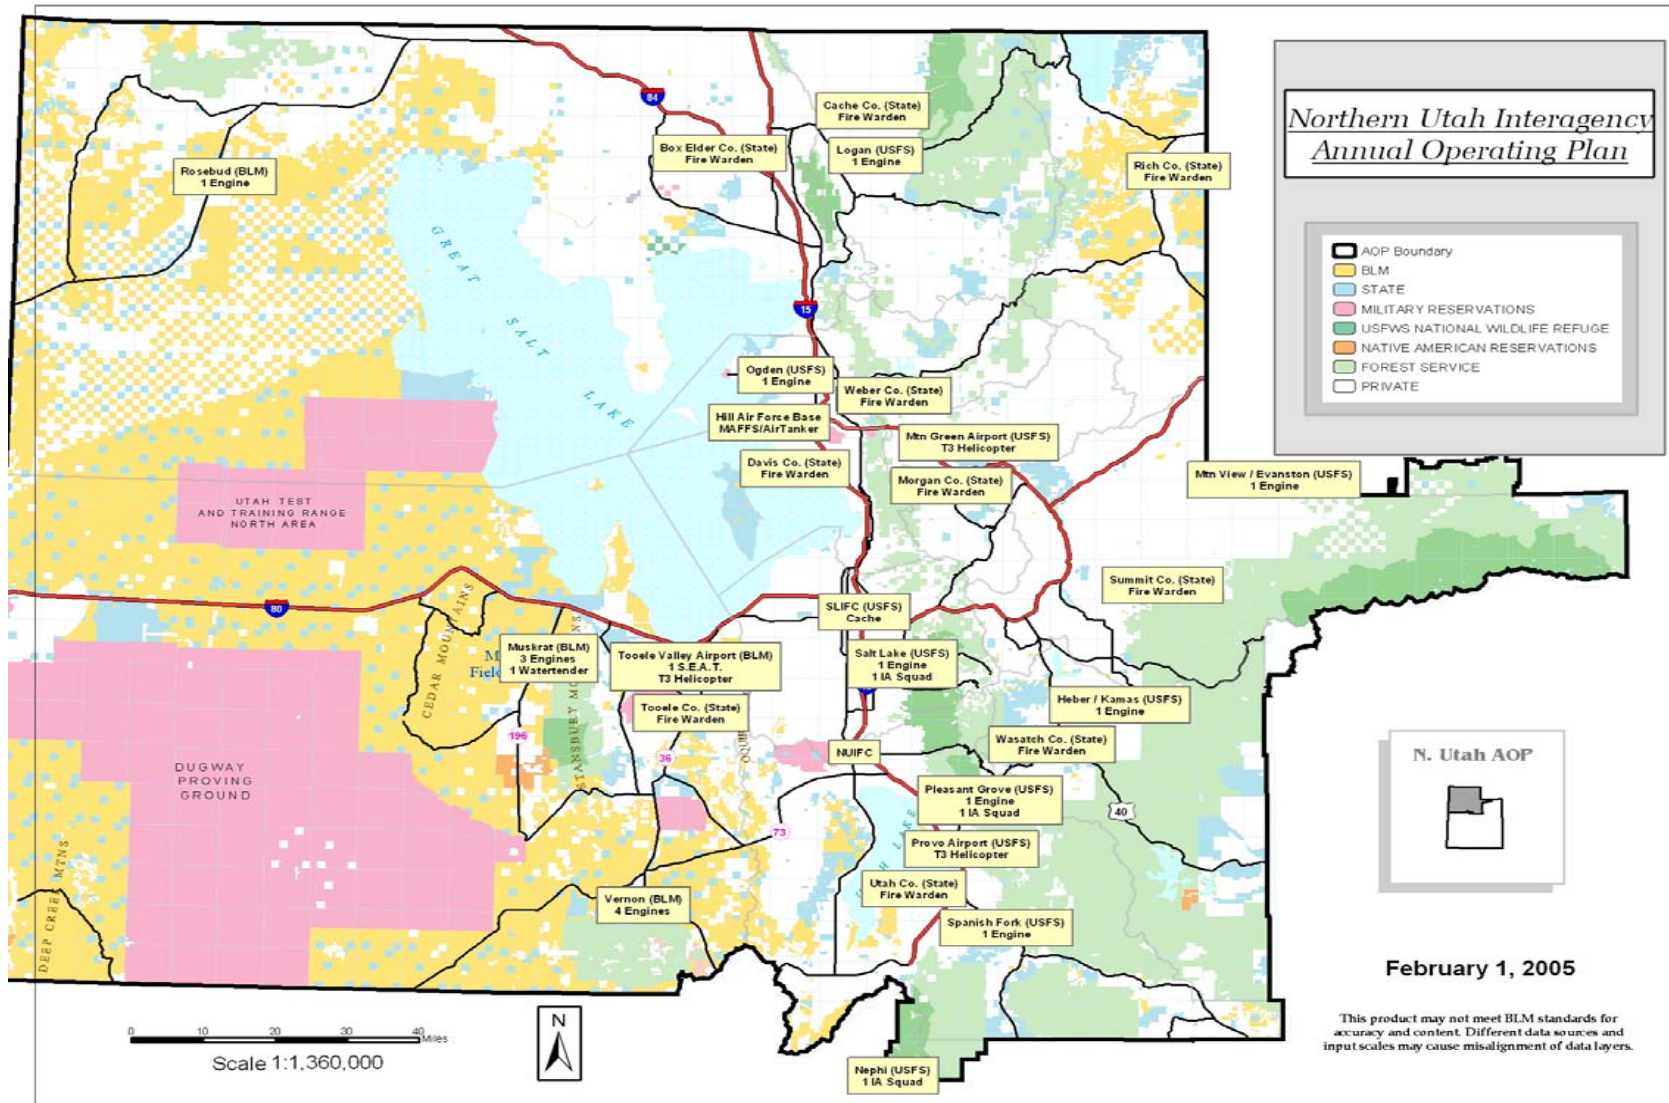 Northern Utah Interagency
Annual Operating Plan
AOP Boundary
BLM
STATE
MILITARY RESERVATIONS
USFWS NATIONAL WILDLIFE REFUGE
NATIVE AMERICAN RESERVATIONS
FOREST SERVICE
PRIVATE
84
Cache Co. (State)
Fire Warden
Box Elder Co. (State)
Fire Warden
Logan (USFS)
1 Engine
Rosebud (BLM)
1 Engine
Rich Co. (State)
Fire Warden
GREAT SALT LAKE
15
Ogden (USFS)
1 Engine
Weber Co. (State)
Fire Warden
Hill Air Force Base
MAFFS/AirTanker
Mtn Green Airport (USFS)
T3 Helicopter
Davis Co. (State)
Fire Warden
Morgan Co. (State)
Fire Warden
Mtn View / Evanston (USFS)
1 Engine
UTAH TEST
AND TRAINING RANGE
NORTH AREA
80
Summit Co. (State)
Fire Warden
SLIFC (USFS)
Cache
CEDAR MOUNTAINS
Muskrat (BLM)
3 Engines
1 Watertender
Tooele Valley Airport (BLM)
1 S.E.A.T.
T3 Helicopter
Salt Lake (USFS)
1 Engine
1 IA Squad
Tooele Co. (State)
Fire Warden
Heber / Kamas (USFS)
1 Engine
196
36
NUIFC
Wasatch Co. (State)
Fire Warden
DUGWAY
PROVING
GROUND
Pleasant Grove (USFS)
1 Engine
1 IA Squad
40
73
Provo Airport (USFS)
T3 Helicopter
LAKE
Utah Co. (State)
Fire Warden
Vernon (BLM)
4 Engines
Spanish Fork (USFS)
1 Engine
DEEP CREEK MTNS
Nephi (USFS)
1 IA Squad
N. Utah AOP
February 1, 2005
This product may not meet BLM standards for
accuracy and content. Different data sources and
input scales may cause misalignment of data layers.
0 10 20 30 40 Miles
Scale 1:1,360,000
N